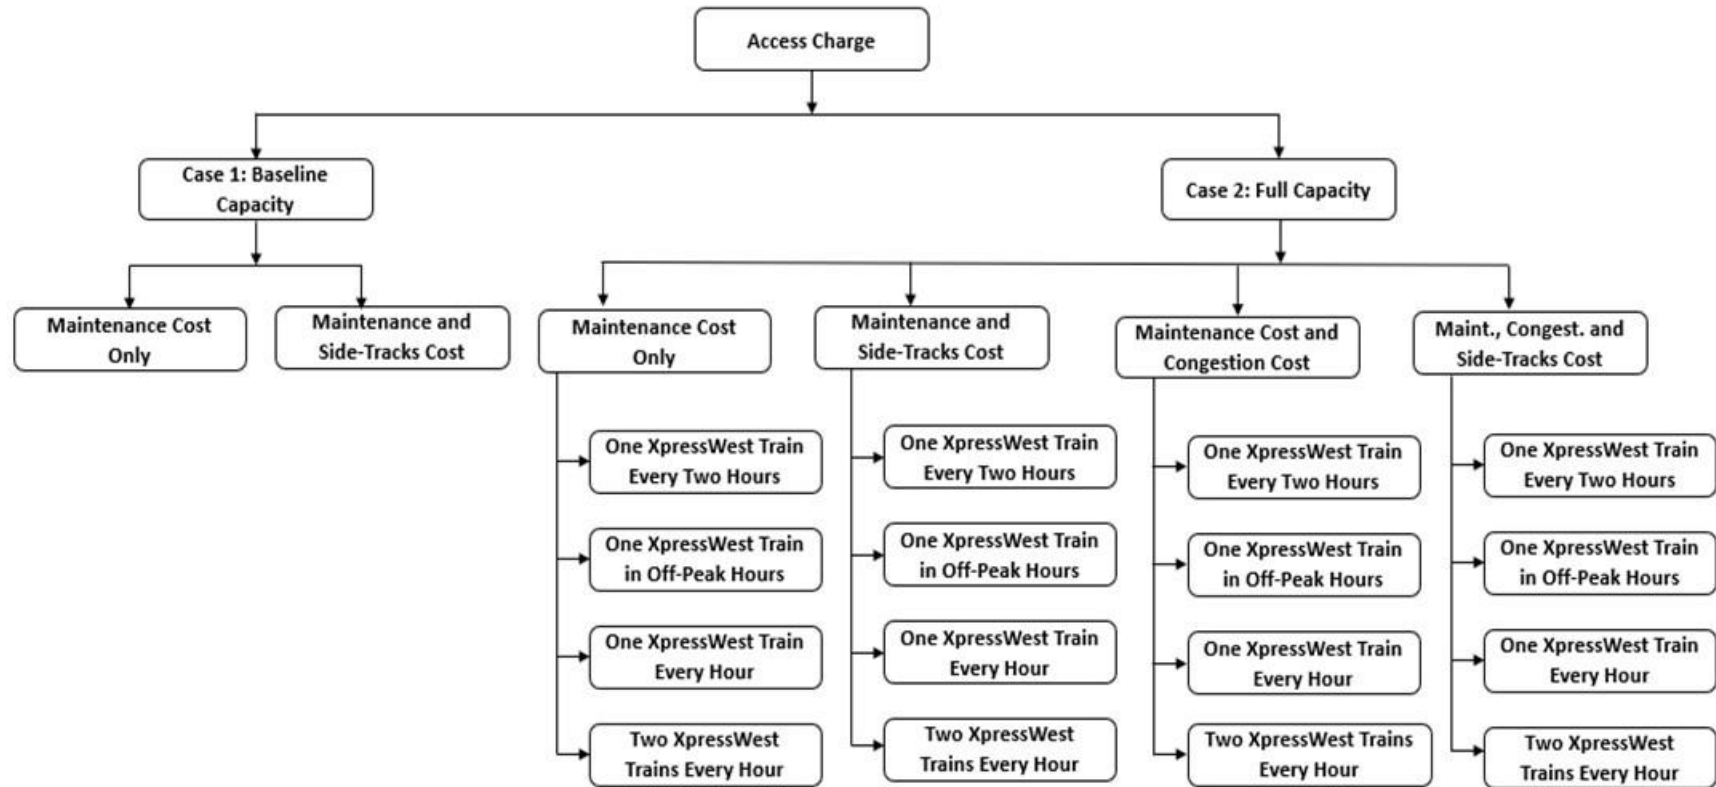 Access Charge
Case 1: Baseline
Capacity
Case 2: Full Capacity
Maintenance Cost
Only
Maintenance and
Side-Tracks Cost
Maintenance Cost
Only
Maintenance and
Side-Tracks Cost
Maintenance Cost and
Congestion Cost
Maint., Congest. and
Side-Tracks Cost
One XpressWest Train
Every Two Hours
One XpressWest Train
in Off-Peak Hours
One XpressWest Train
Every Hour
Two XpressWest
Trains Every Hour
One XpressWest Train
Every Two Hours
One XpressWest Train
in Off-Peak Hours
One XpressWest Train
Every Hour
Two XpressWest
Trains Every Hour
One XpressWest Train
Every Two Hours
One XpressWest Train
in Off-Peak Hours
One XpressWest Train
Every Hour
Two XpressWest Trains
Every Hour
One XpressWest Train
Every Two Hours
One XpressWest Train
in Off-Peak Hours
One XpressWest Train
Every Hour
Two XpressWest
Trains Every Hour